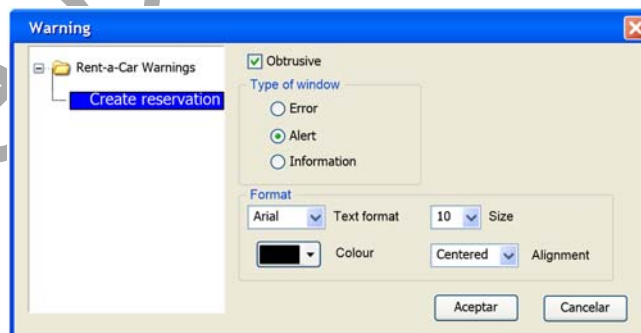 Warning
Rent-a-Car Warnings
Create reservation
Obtrusive
Type of window
Error
Alert
Information
Format
Arial Text format 10 Size
Colour Centered Alignment
Aceptar Cancelar